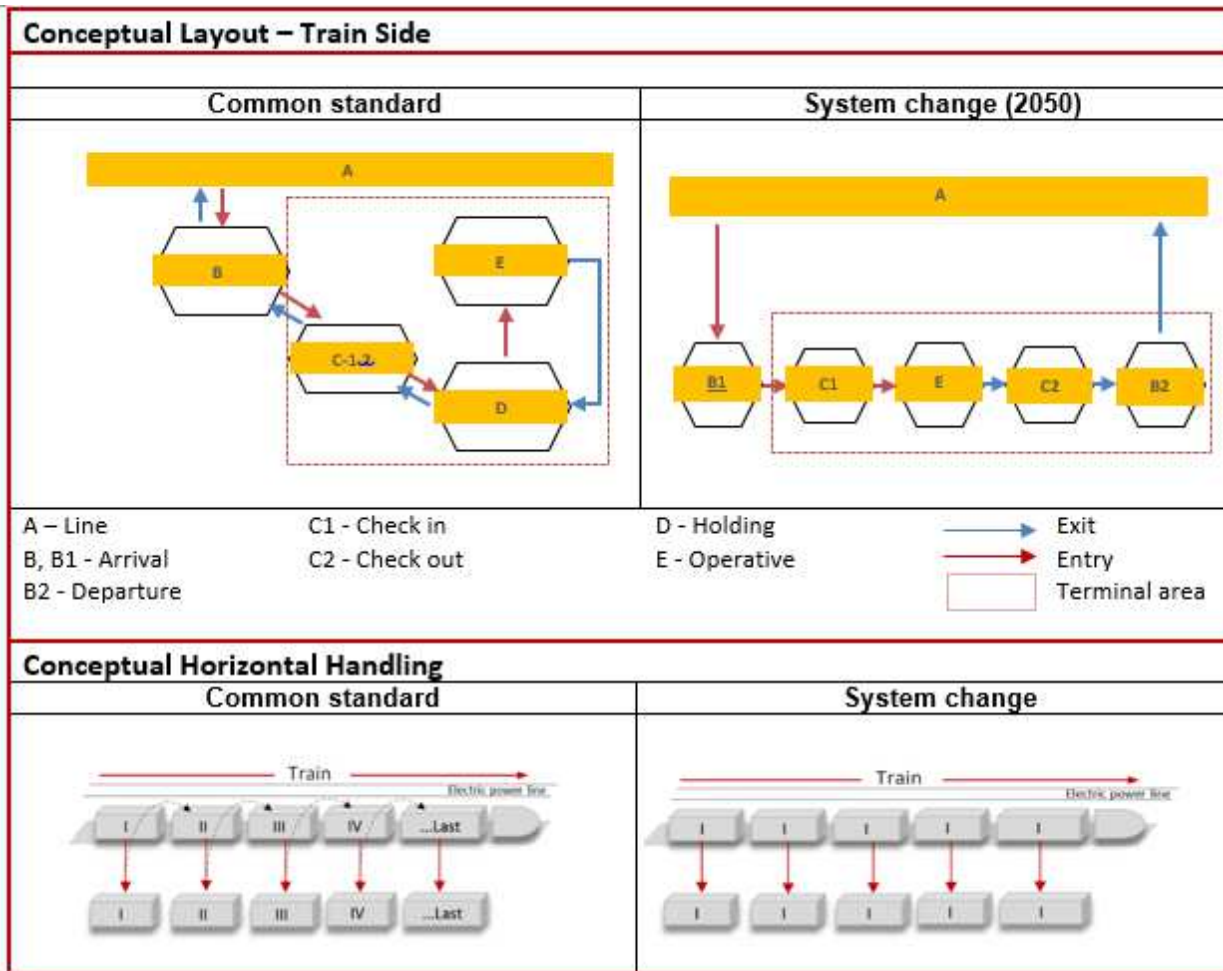 Conceptual Layout – Train Side
Common standard
System change (2050)
A
B
E
C-1.2
D
A
B1
C1
E
C2
B2
A – Line
C1 - Check in
D - Holding
Exit
B, B1 - Arrival
C2 - Check out
E - Operative
Entry
B2 - Departure
Terminal area
Conceptual Horizontal Handling
Common standard
System change
Train
Electric power line
I II III IV ...Last
I II III IV ...Last
Train
Electric power line
I I I I I
I I I I I